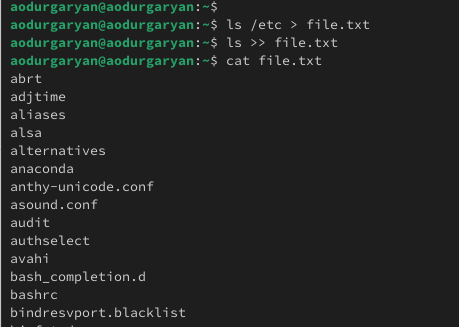 aodurgaryan@aodurgaryan:~$
aodurgaryan@aodurgaryan:~$ ls /etc > file.txt
aodurgaryan@aodurgaryan:~$ ls >> file.txt
aodurgaryan@aodurgaryan:~$ cat file.txt
abrt
adjtime
aliases
alsa
alternatives
anaconda
anthy-unicode.conf
asound.conf
audit
authselect
avahi
bash_completion.d
bashrc
bindresvport.blacklist